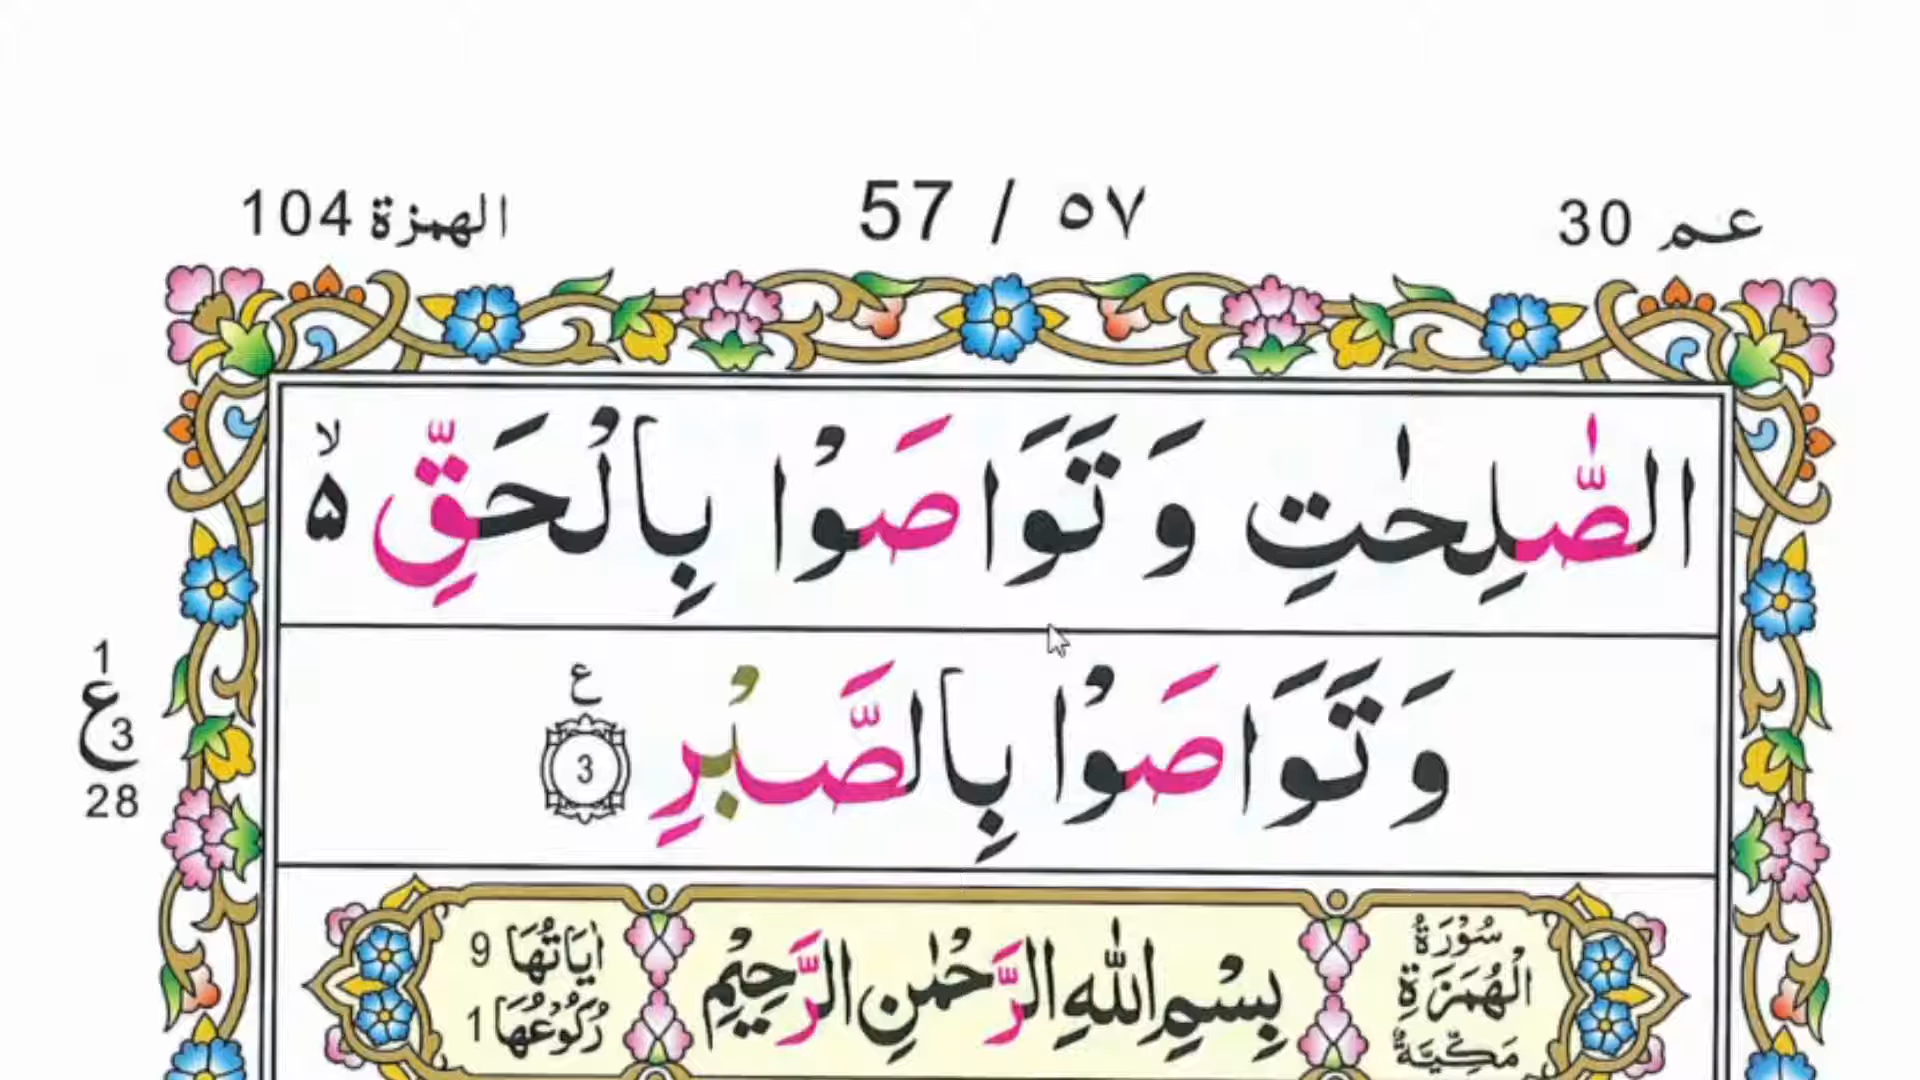 عم 30
57 / ٥٧
الهمزة 104
الصّٰلِحٰتِ وَ تَوَاصَوْا بِالْحَقِّ ۵ لا
وَ تَوَاصَوْا بِالصَّبْرِ 3 ع
1
ع 3
28
سُوْرَةُ الْهُمَزَةِ مَكِّيَّةٌ
بِسْمِ اللّٰهِ الرَّحْمٰنِ الرَّحِيْمِ
اٰيَاتُهَا 9
رُكُوْعُهَا 1